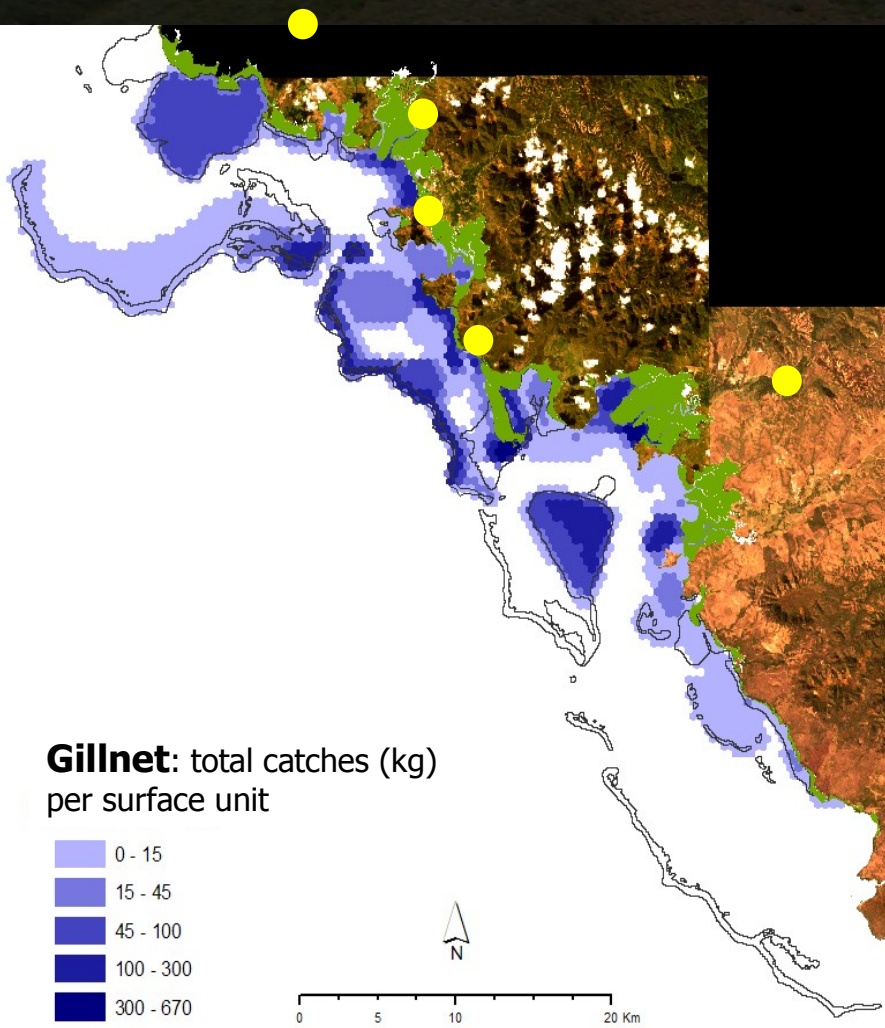 Gillnet: total catches (kg)
per surface unit
0 - 15
15 - 45
45 - 100
100 - 300
300 - 670
N
0 5 10 20 Km